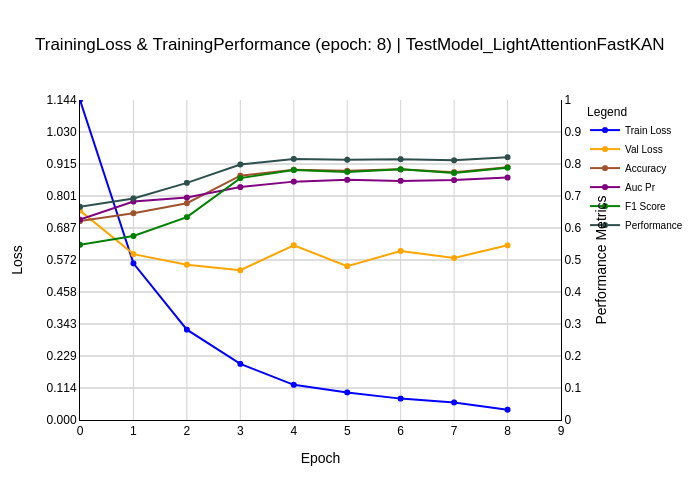 TrainingLoss & TrainingPerformance (epoch: 8) | TestModel_LightAttentionFastKAN
1.144
1.030
0.915
0.801
0.687
0.572
0.458
0.343
0.229
0.114
0.000
Loss
0
1
2
3
4
5
6
7
8
9
Epoch
1
0.9
0.8
0.7
0.6
0.5
0.4
0.3
0.2
0.1
0
Performance Metrics
Legend
Train Loss
Val Loss
Accuracy
Auc Pr
F1 Score
Performance